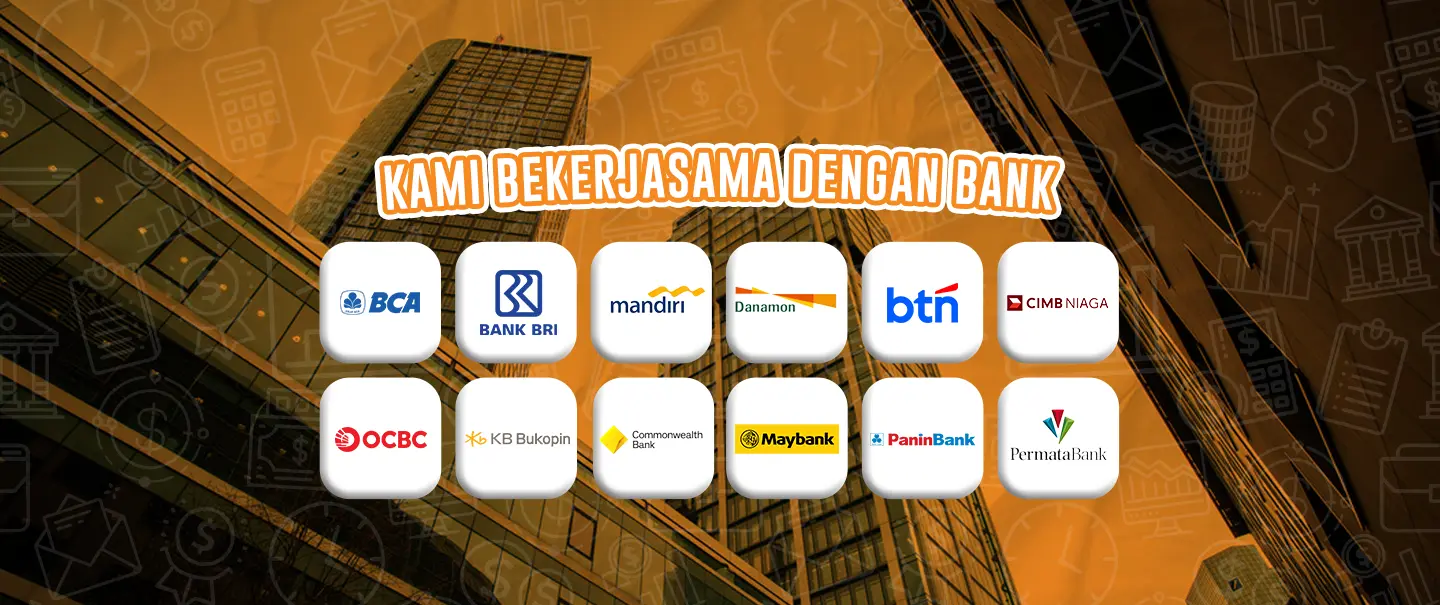 KAMI BEKERJASAMA DENGAN BANK
BCA
BANK BRI
mandiri
Danamon
btn
CIMB NIAGA
OCBC
KB Bukopin
Commonwealth
Bank
Maybank
PaninBank
PermataBank